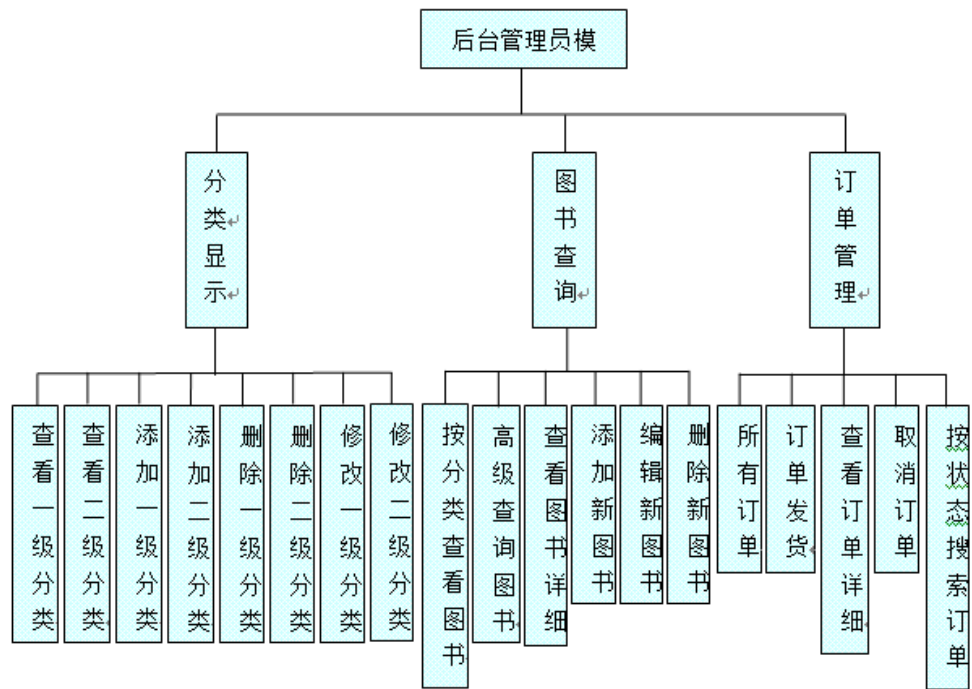 后台管理员模
分类显示
图书查询
订单管理
查看一级分类
查看二级分类
添加一级分类
添加二级分类
删除一级分类
删除二级分类
修改一级分类
修改二级分类
按分类查看图书
高级查询图书
查看图书详细
添加新图书
编辑新图书
删除新图书
所有订单
订单发货
查看订单详细
取消订单
按状态搜索订单